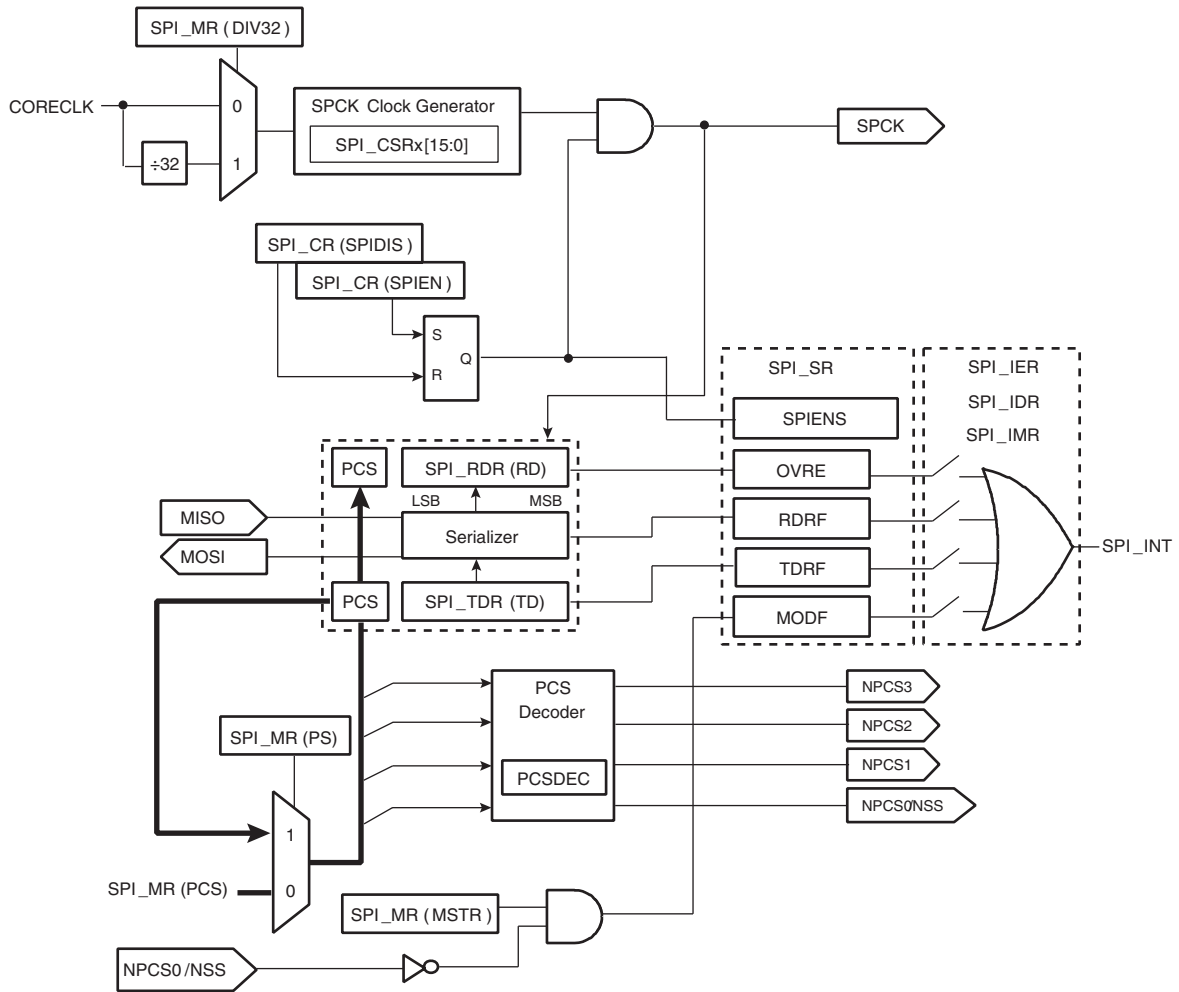 SPI_MR (DIV32)
CORECLK
0
SPCK Clock Generator
SPI_CSRx[15:0]
SPCK
÷32
1
SPI_CR (SPIDIS)
SPI_CR (SPIEN)
S
Q
R
SPI_SR
SPI_IER
SPI_IDR
SPI_IMR
SPIENS
PCS
SPI_RDR (RD)
OVRE
LSB
MSB
MISO
Serializer
RDRF
MOSI
SPI_INT
TDRF
PCS
SPI_TDR (TD)
MODF
PCS
Decoder
NPCS3
NPCS2
SPI_MR (PS)
PCSDEC
NPCS1
NPCS0NSS
1
SPI_MR (PCS)
0
SPI_MR (MSTR)
NPCS0/NSS